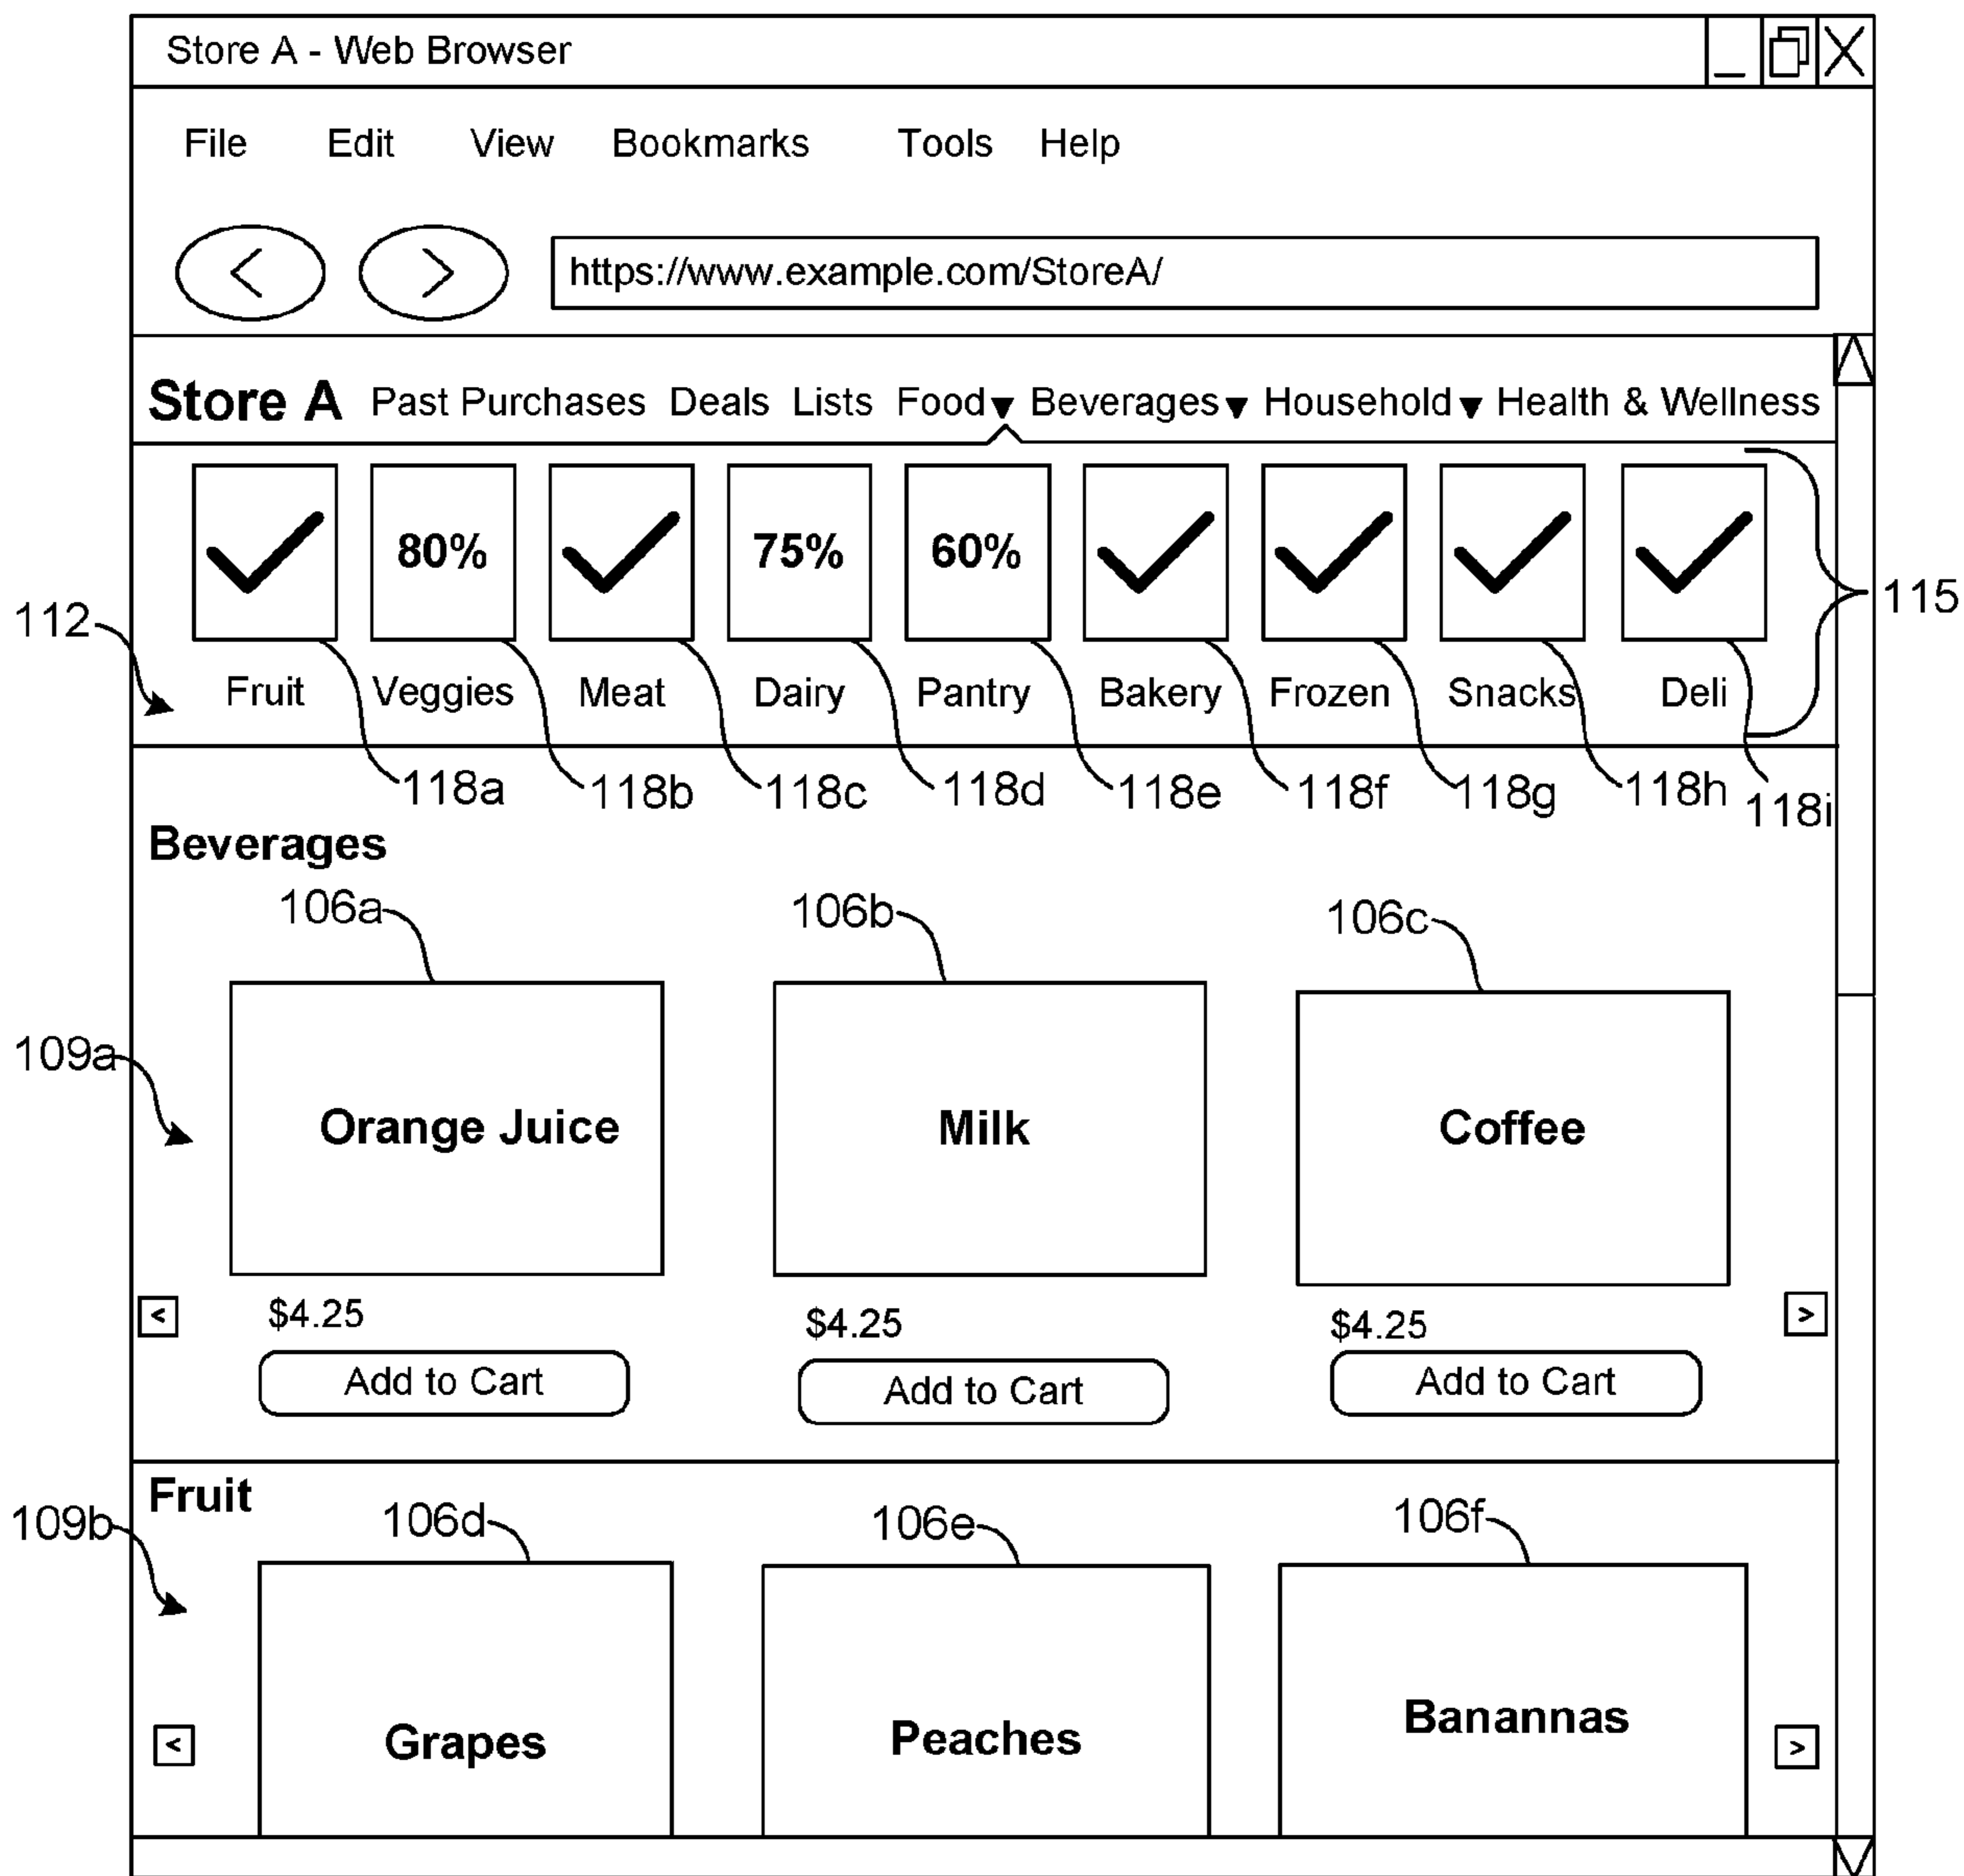 Store A - Web Browser
File Edit View Bookmarks Tools Help
< > https://www.example.com/StoreA/
Store A Past Purchases Deals Lists Food▼ Beverages▼ Household▼ Health & Wellness
80% 75% 60%
112 115
Fruit Veggies Meat Dairy Pantry Bakery Frozen Snacks Deli
118a 118b 118c 118d 118e 118f 118g 118h 118i
Beverages
106a 106b 106c
109a
Orange Juice Milk Coffee
< $4.25 $4.25 $4.25 >
Add to Cart Add to Cart Add to Cart
Fruit
109b 106d 106e 106f
< Grapes Peaches Banannas >